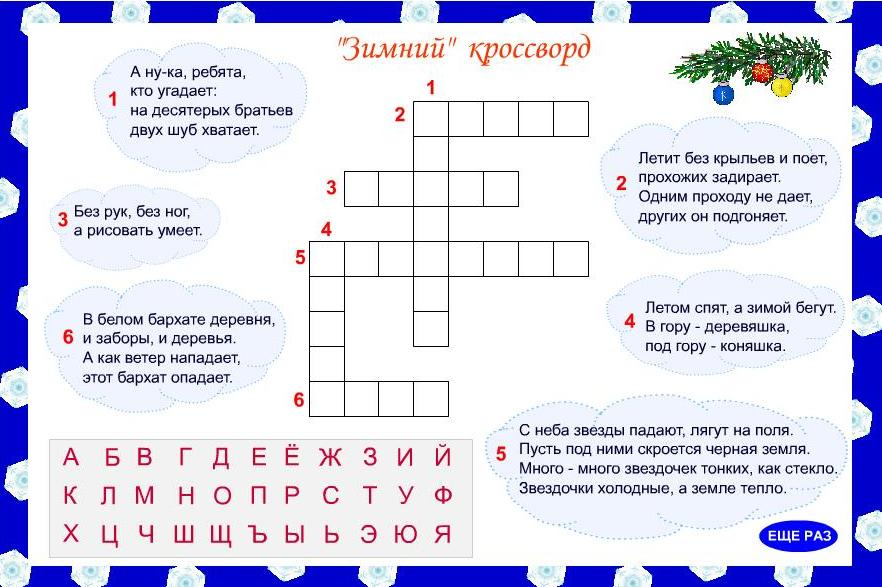 "Зимний" кроссворд
1
А ну-ка, ребята,
кто угадает:
на десятерых братьев
двух шуб хватает.
1
2
3
4
5
6
2
Летит без крыльев и поет,
прохожих задирает.
Одним проходу не дает,
других он подгоняет.
3
Без рук, без ног,
а рисовать умеет.
4
Летом спят, а зимой бегут.
В гору - деревяшка,
под гору - коняшка.
6
В белом бархате деревня,
и заборы, и деревья.
А как ветер нападает,
этот бархат опадает.
5
С неба звезды падают, лягут на поля.
Пусть под ними скроется черная земля.
Много - много звездочек тонких, как стекло.
Звездочки холодные, а земле тепло.
А Б В Г Д Е Ё Ж З И Й
К Л М Н О П Р С Т У Ф
Х Ц Ч Ш Щ Ъ Ы Ь Э Ю Я
ЕЩЕ РАЗ